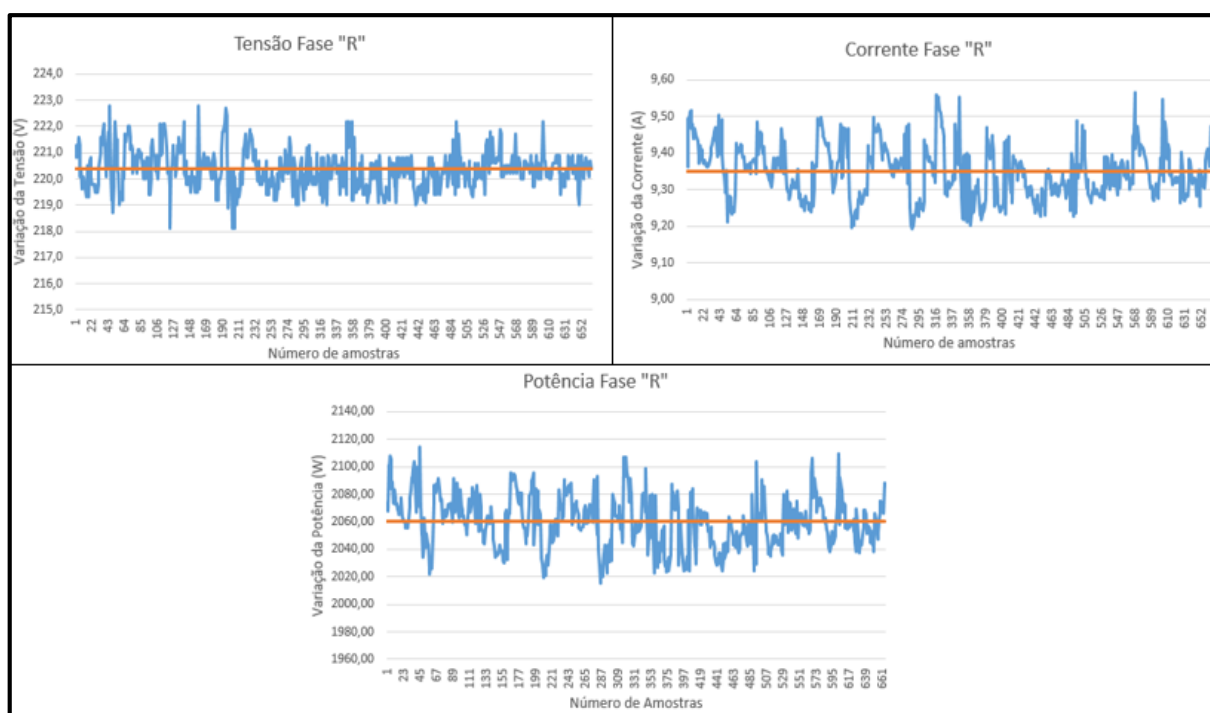 Tensão Fase "R"
Variação da Tensão (V)
224,0
223,0
222,0
221,0
220,0
219,0
218,0
217,0
216,0
215,0
1 22 43 64 85 106 127 148 169 190 211 232 253 274 295 316 337 358 379 400 421 442 463 484 505 526 547 568 589 610 631 652
Número de amostras
Corrente Fase "R"
Variação da Corrente (A)
9,60
9,50
9,40
9,30
9,20
9,10
9,00
1 22 43 64 85 106 127 148 169 190 211 232 253 274 295 316 337 358 379 400 421 442 463 484 505 526 547 568 589 610 631 652
Número de amostras
Potência Fase "R"
Variação da Potência (W)
2140,00
2120,00
2100,00
2080,00
2060,00
2040,00
2020,00
2000,00
1980,00
1960,00
1 23 45 67 89 111 133 155 177 199 221 243 265 287 309 331 353 375 397 419 441 463 485 507 529 551 573 595 617 639 661
Número de Amostras